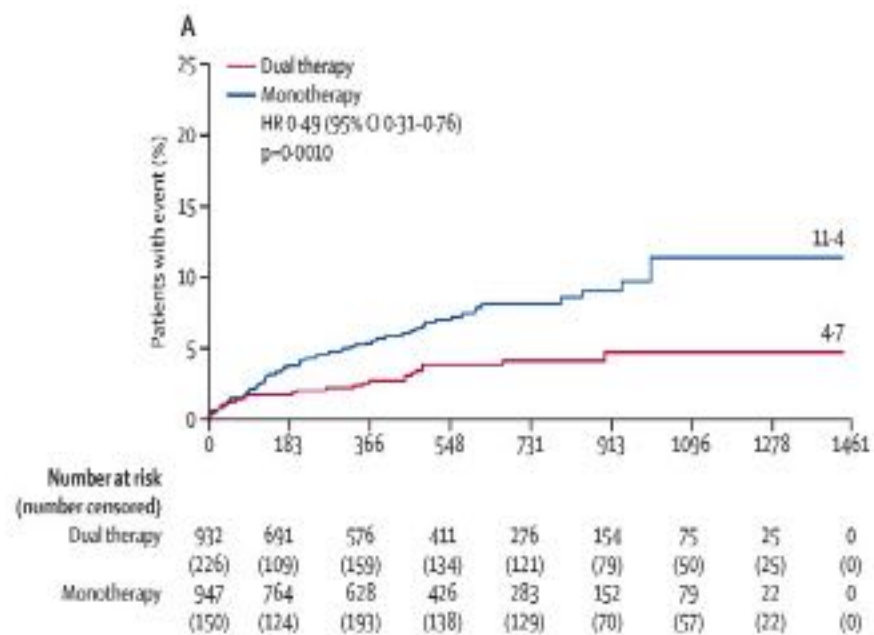 A
25
Dual therapy
Monotherapy
HR 0·49 (95% CI 0·31–0·76)
p=0·0010
20
15
10
5
0
Patients with event (%)
11·4
4·7
0 183 366 548 731 913 1096 1278 1461
Number at risk
(number censored)
Dual therapy 932 691 576 411 276 154 75 25 0
(226) (109) (159) (134) (121) (79) (50) (25) (0)
Monotherapy 947 764 628 426 283 152 79 22 0
(150) (124) (193) (138) (129) (70) (57) (22) (0)